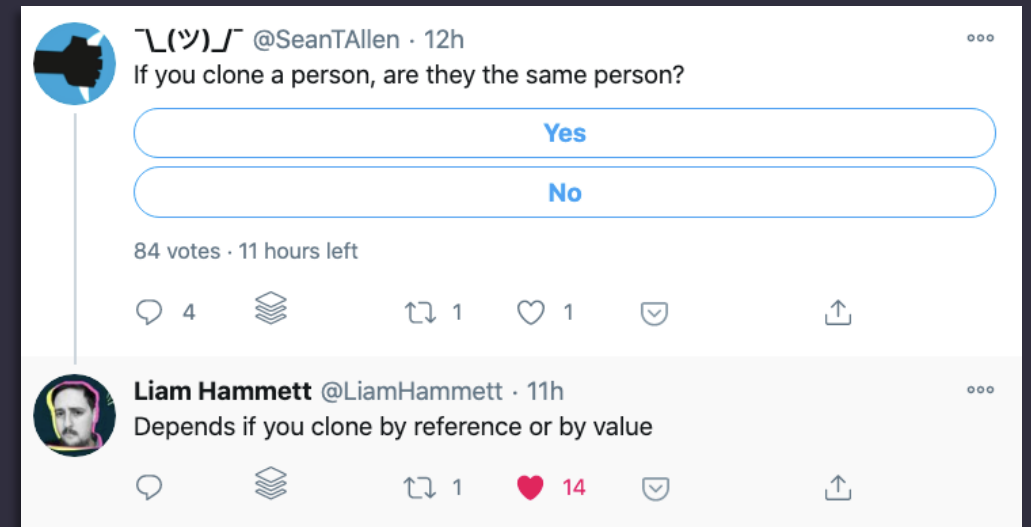 ¯\_(ツ)_/¯ @SeanTAllen · 12h
If you clone a person, are they the same person?
Yes
No
84 votes · 11 hours left
4 1 1
Liam Hammett @LiamHammett · 11h
Depends if you clone by reference or by value
1 14